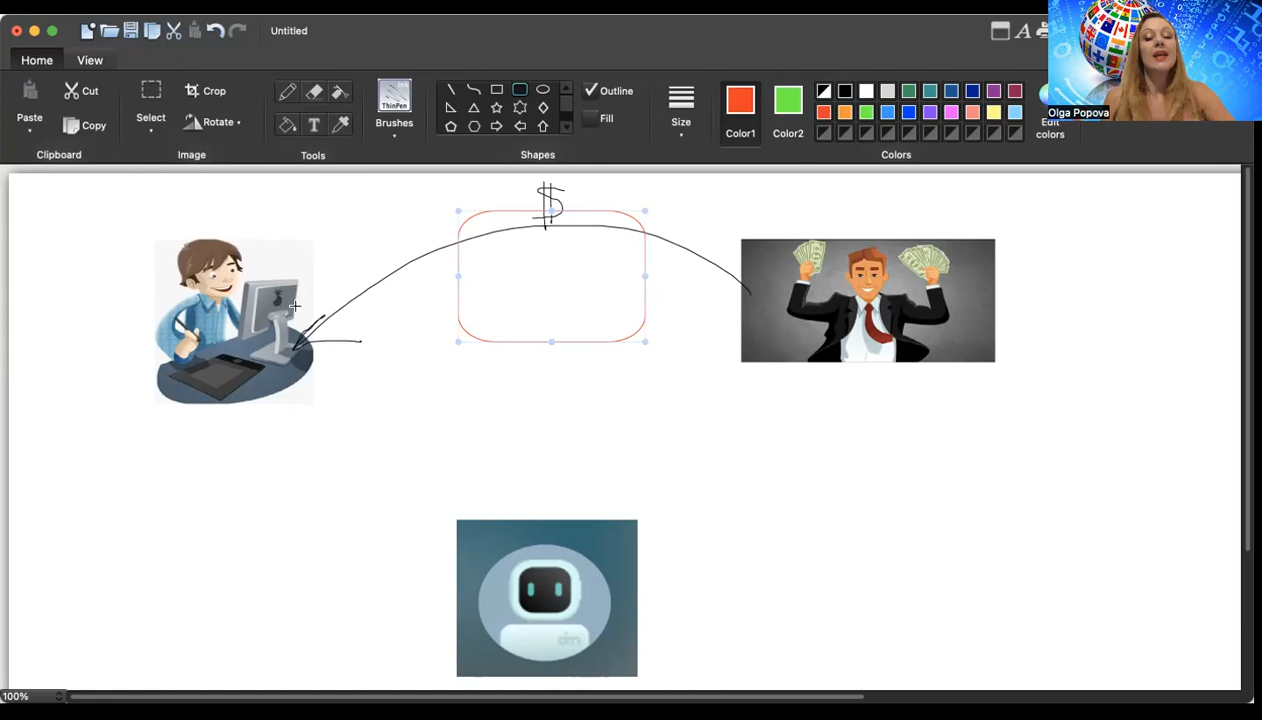 Untitled
Home View
Cut Crop Outline
ThinPen
Fill
Paste Copy Select Rotate Brushes Size Color1 Color2 Edit colors
Clipboard Image Tools Shapes Colors
Olga Popova
$
100%